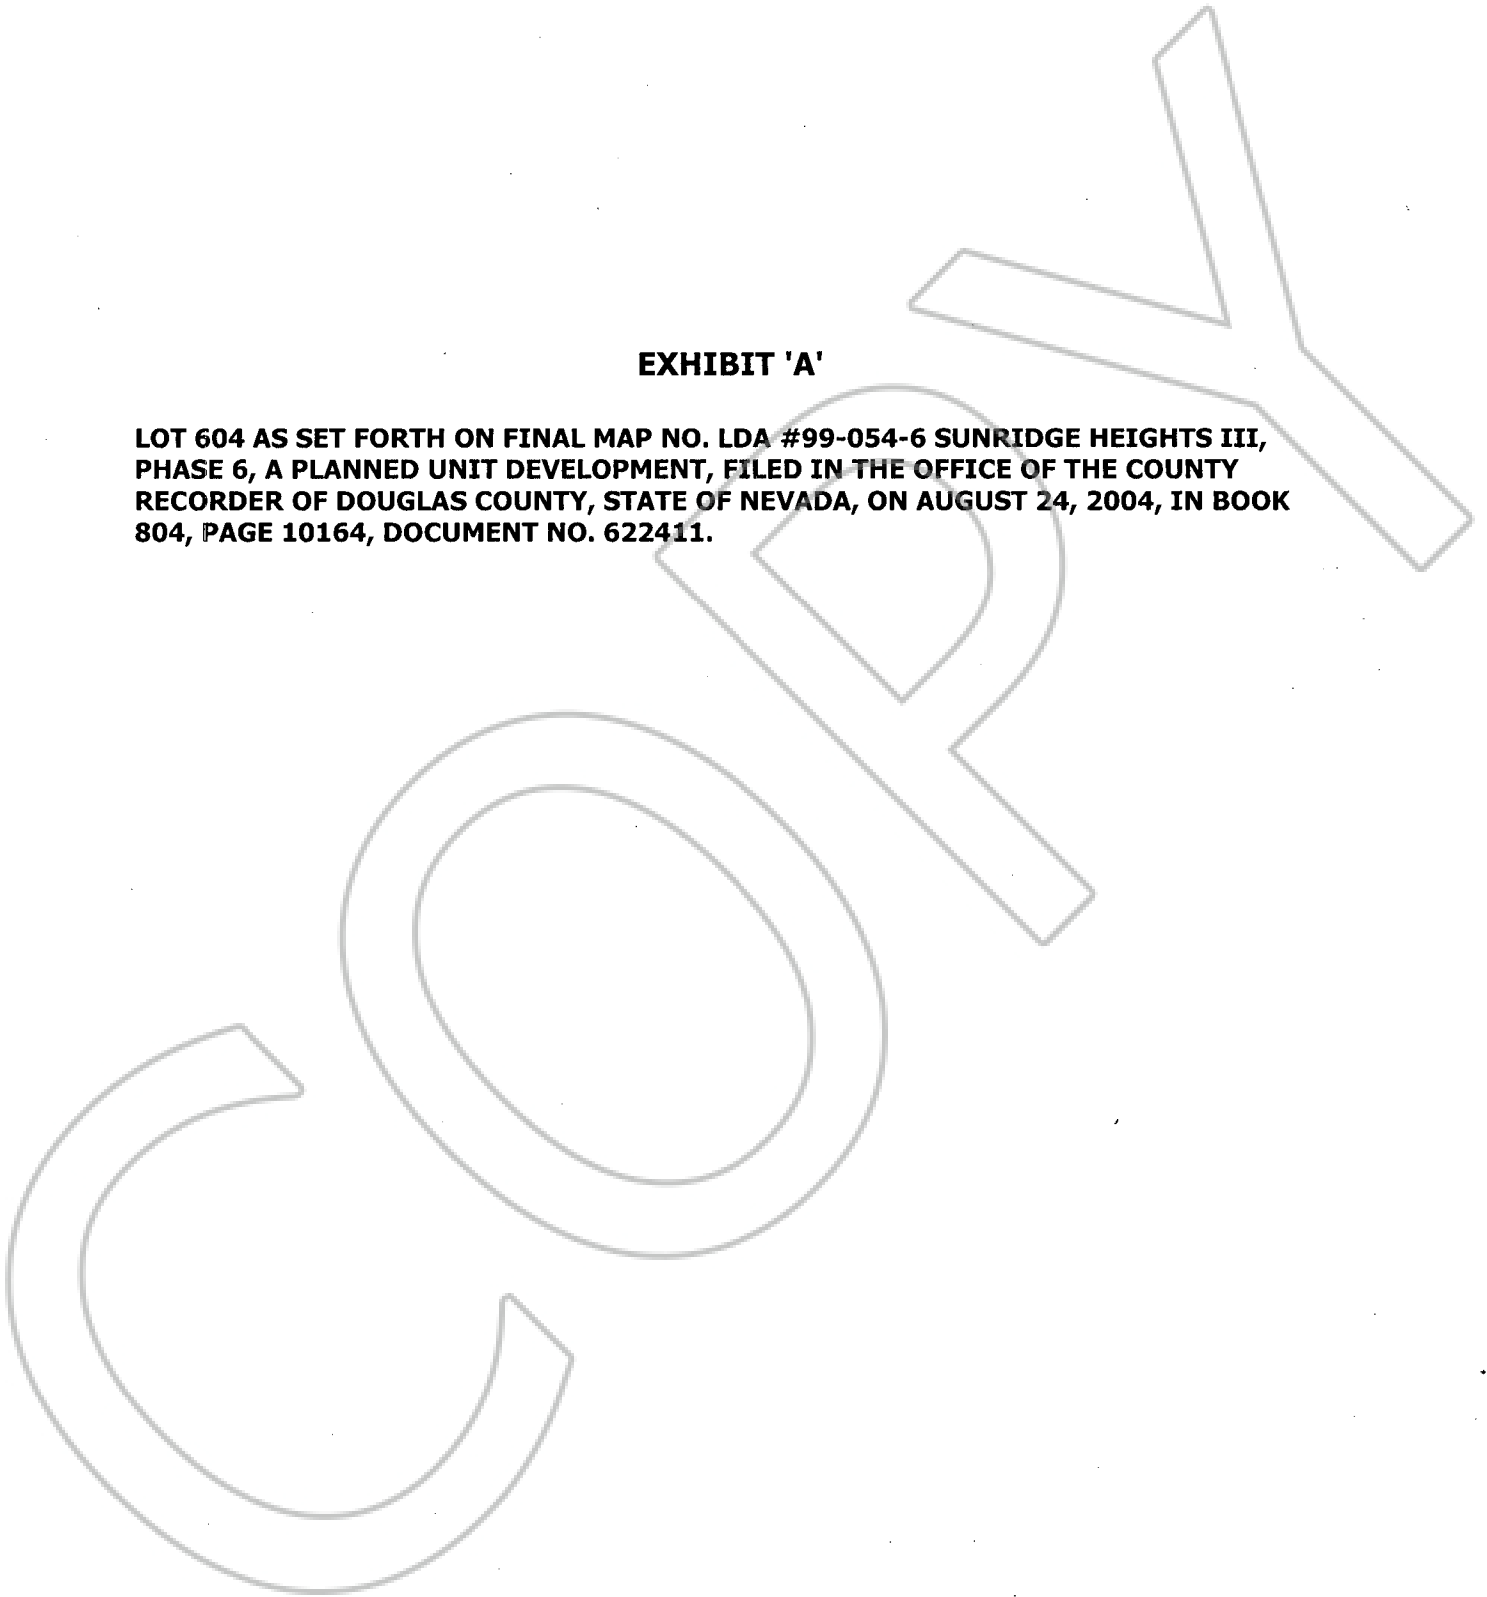 EXHIBIT 'A'
LOT 604 AS SET FORTH ON FINAL MAP NO. LDA #99-054-6 SUNRIDGE HEIGHTS III,
PHASE 6, A PLANNED UNIT DEVELOPMENT, FILED IN THE OFFICE OF THE COUNTY
RECORDER OF DOUGLAS COUNTY, STATE OF NEVADA, ON AUGUST 24, 2004, IN BOOK
804, PAGE 10164, DOCUMENT NO. 622411.
COPY